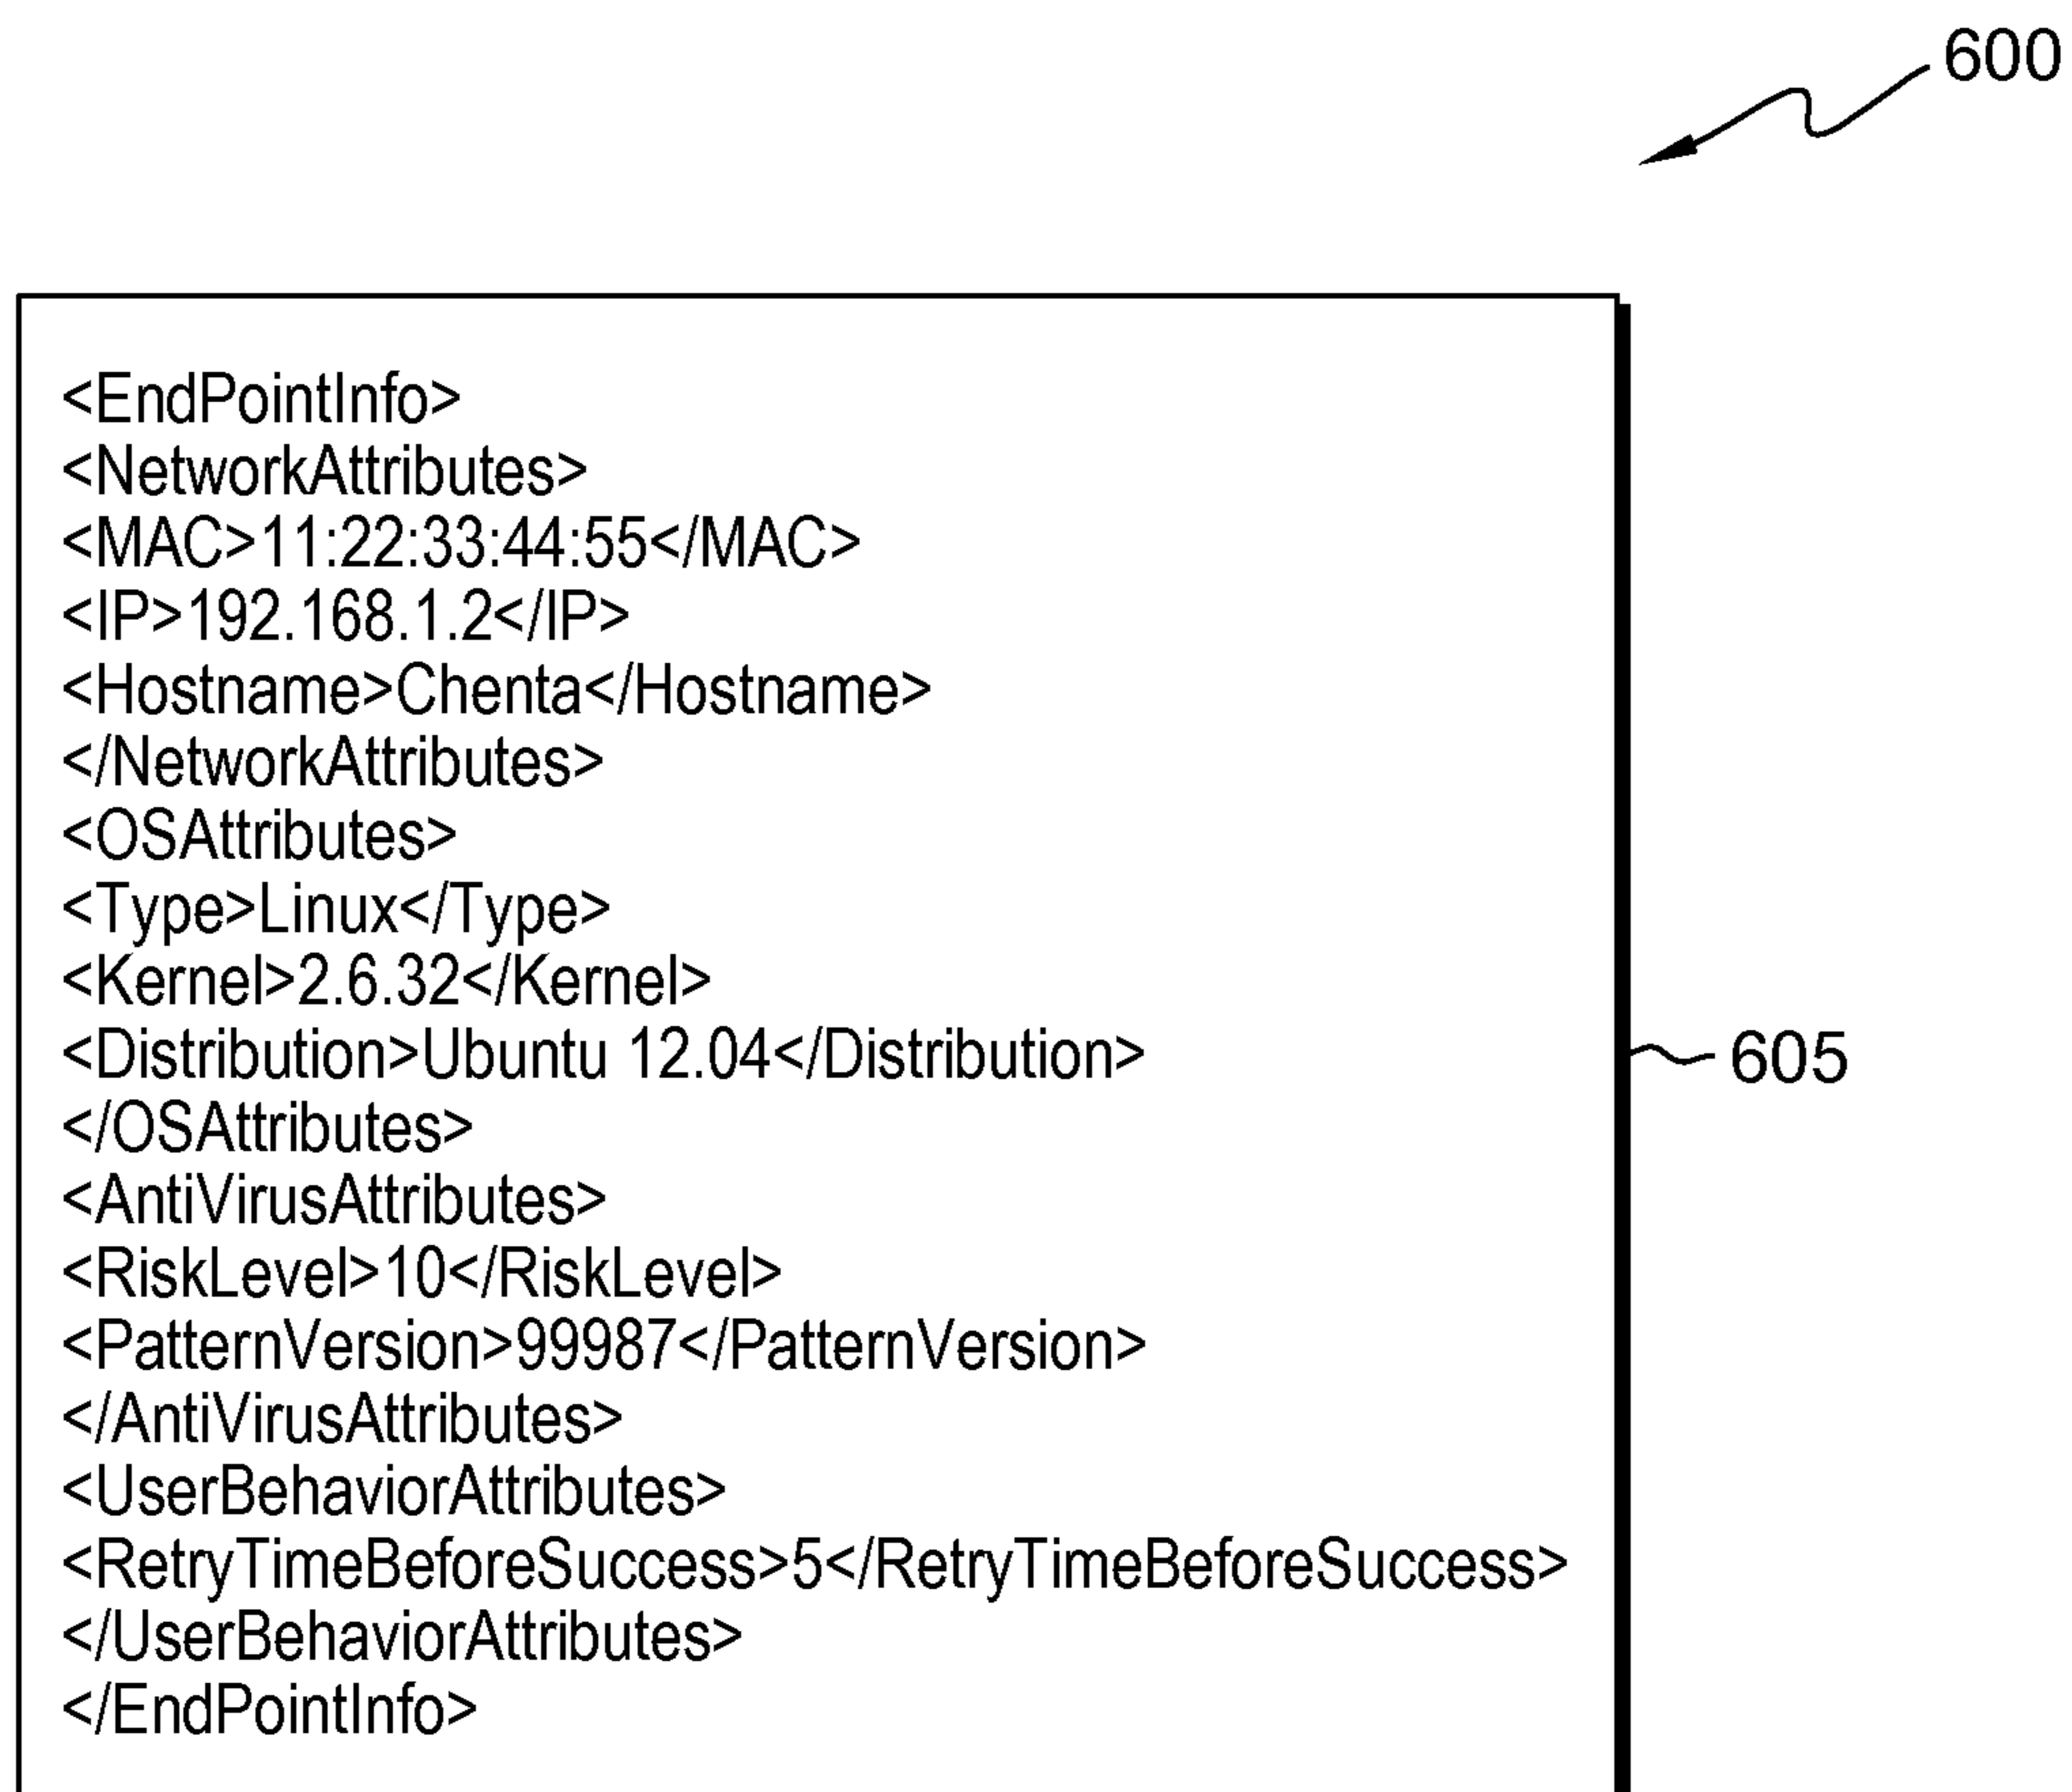 600
<EndPointInfo>
<NetworkAttributes>
<MAC>11:22:33:44:55</MAC>
<IP>192.168.1.2</IP>
<Hostname>Chenta</Hostname>
</NetworkAttributes>
<OSAttributes>
<Type>Linux</Type>
<Kernel>2.6.32</Kernel>
<Distribution>Ubuntu 12.04</Distribution>
605
</OSAttributes>
<AntiVirusAttributes>
<RiskLevel>10</RiskLevel>
<PatternVersion>99987</PatternVersion>
</AntiVirusAttributes>
<UserBehaviorAttributes>
<RetryTimeBeforeSuccess>5</RetryTimeBeforeSuccess>
</UserBehaviorAttributes>
</EndPointInfo>